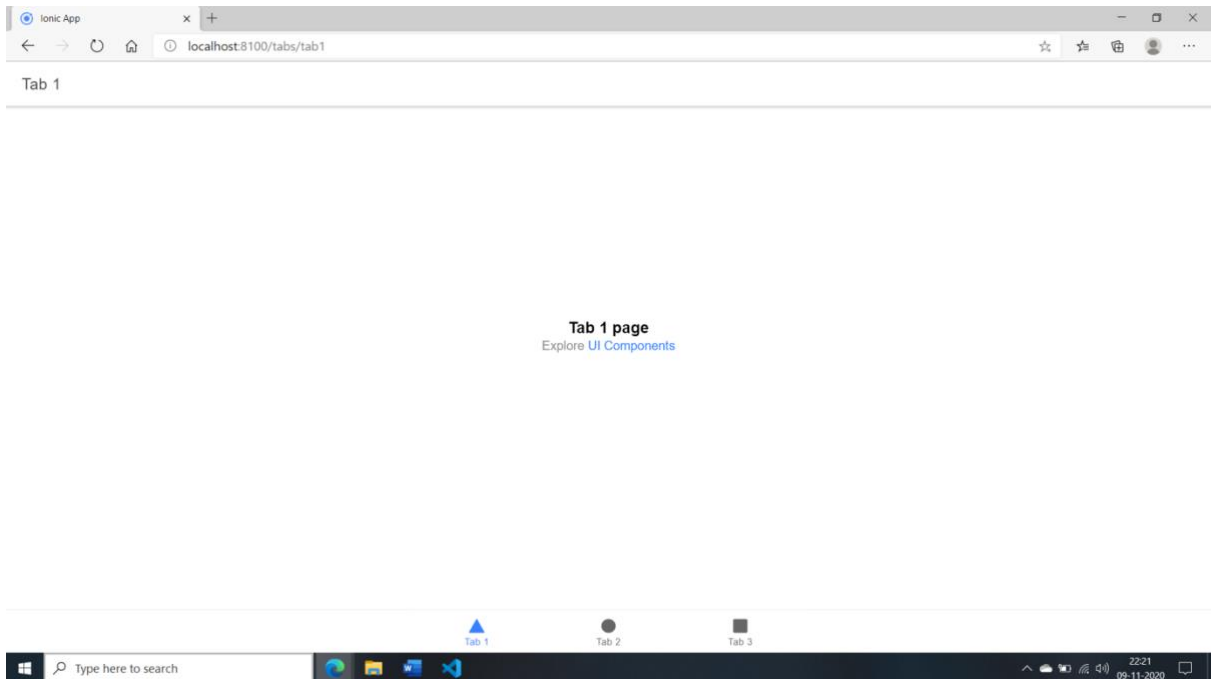 Ionic App
localhost:8100/tabs/tab1
Tab 1
Tab 1 page
Explore UI Components
Tab 1 Tab 2 Tab 3
Type here to search
22:21
09-11-2020